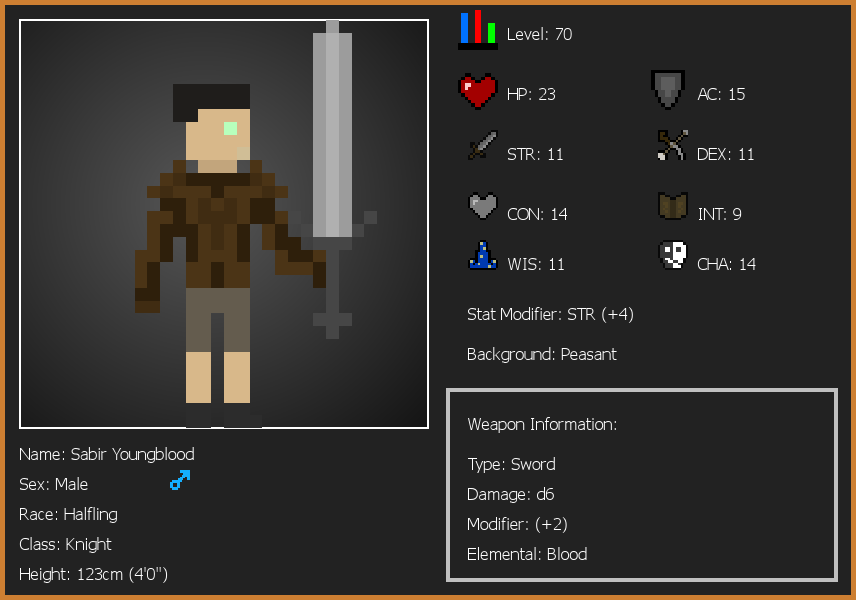 Level: 70
HP: 23
AC: 15
STR: 11
DEX: 11
CON: 14
INT: 9
WIS: 11
CHA: 14
Stat Modifier: STR (+4)
Background: Peasant
Weapon Information:
Type: Sword
Damage: d6
Modifier: (+2)
Elemental: Blood
Name: Sabir Youngblood
Sex: Male
Race: Halfling
Class: Knight
Height: 123cm (4'0")